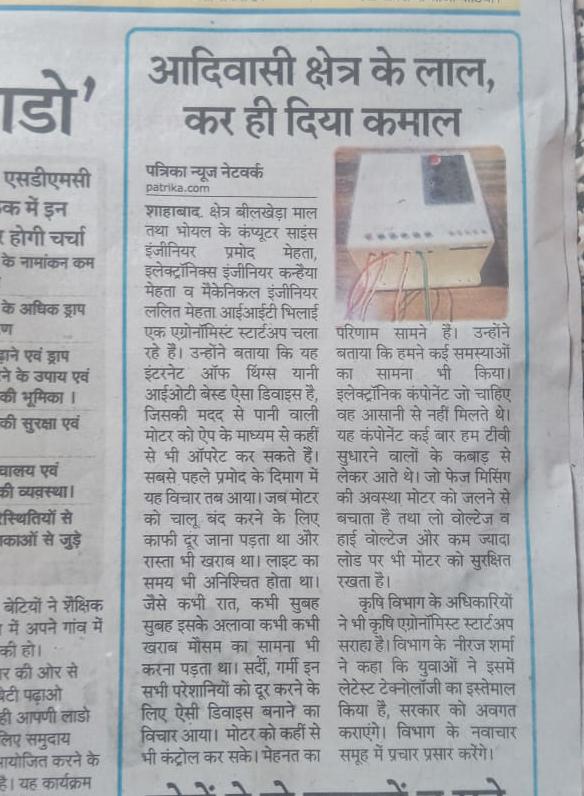 ाडो'
एसडीएमसी
क में इन
र होगी चर्चा
के नामांकन कम
के अधिक ड्राप
ण
ढ़ाने एवं ड्राप
ने के उपाय एवं
की भूमिका ।
की सुरक्षा एवं
चालय एवं
की व्यवस्था।
रिस्थितियों से
काओं से जुड़े
बेटियों ने शैक्षिक
में अपने गांव में
की हो।
र की ओर से
बेटी पढ़ाओ
ही आपणी लाडो
लिए समुदाय
आयोजित करने के
है। यह कार्यक्रम
आदिवासी क्षेत्र के लाल,
कर ही दिया कमाल
पत्रिका न्यूज नेटवर्क
patrika.com
शाहाबाद. क्षेत्र बीलखेड़ा माल
तथा भोयल के कंप्यूटर साइंस
इंजीनियर प्रमोद मेहता,
इलेक्ट्रॉनिक्स इंजीनियर कन्हैया
मेहता व मैकेनिकल इंजीनियर
ललित मेहता आईआईटी भिलाई
एक एग्रोनॉमिस्ट स्टार्टअप चला
रहे है। उन्होंने बताया कि यह
इंटरनेट ऑफ थिंग्स यानी
आईओटी बेस्ड ऐसा डिवाइस है,
जिसकी मदद से पानी वाली
मोटर को ऐप के माध्यम से कहीं
से भी ऑपरेट कर सकते है।
सबसे पहले प्रमोद के दिमाग में
यह विचार तब आया। जब मोटर
को चालू बंद करने के लिए
काफी दूर जाना पड़ता था और
रास्ता भी खराब था। लाइट का
समय भी अनिश्चित होता था।
जैसे कभी रात, कभी सुबह
सुबह इसके अलावा कभी कभी
खराब मौसम का सामना भी
करना पड़ता था। सर्दी, गर्मी इन
सभी परेशानियों को दूर करने के
लिए ऐसी डिवाइस बनाने का
विचार आया। मोटर को कहीं से
भी कंट्रोल कर सके। मेहनत का
परिणाम सामने है। उन्होंने
बताया कि हमने कई समस्याओं
का सामना भी किया।
इलेक्ट्रॉनिक कंपोनेंट जो चाहिए
वह आसानी से नहीं मिलते थे।
यह कंपोनेंट कई बार हम टीवी
सुधारने वालों के कबाड़ से
लेकर आते थे। जो फेज मिसिंग
की अवस्था मोटर को जलने से
बचाता है तथा लो वोल्टेज व
हाई वोल्टेज और कम ज्यादा
लोड पर भी मोटर को सुरक्षित
रखता है।
कृषि विभाग के अधिकारियों
ने भी कृषि एग्रोनॉमिस्ट स्टार्टअप
सराहा है। विभाग के नीरज शर्मा
ने कहा कि युवाओं ने इसमें
लेटेस्ट टेक्नोलॉजी का इस्तेमाल
किया है, सरकार को अवगत
कराएंगे। विभाग के नवाचार
समूह में प्रचार प्रसार करेंगे।